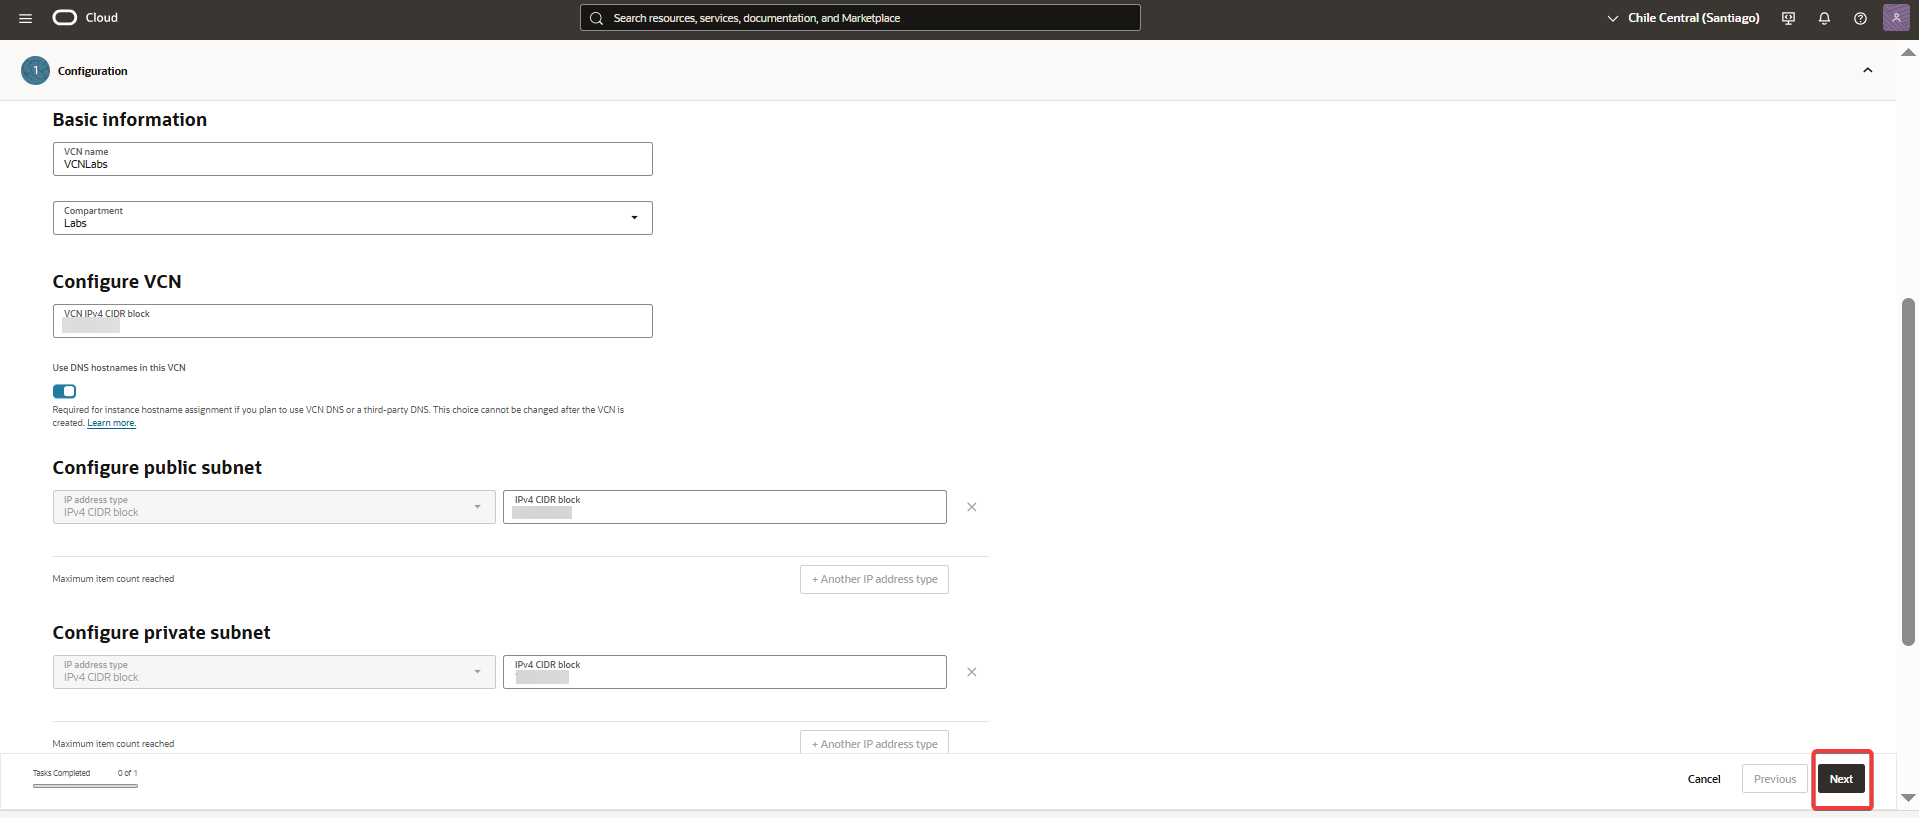 Cloud
Search resources, services, documentation, and Marketplace
Chile Central (Santiago)
1 Configuration
Basic information
VCN name
VCNLabs
Compartment
Labs
Configure VCN
VCN IPv4 CIDR block
Use DNS hostnames in this VCN
Required for instance hostname assignment if you plan to use VCN DNS or a third-party DNS. This choice cannot be changed after the VCN is
created. Learn more.
Configure public subnet
IP address type
IPv4 CIDR block
IPv4 CIDR block
Maximum item count reached
+ Another IP address type
Configure private subnet
IP address type
IPv4 CIDR block
IPv4 CIDR block
Maximum item count reached
+ Another IP address type
Tasks Completed 0 of 1
Cancel
Previous
Next